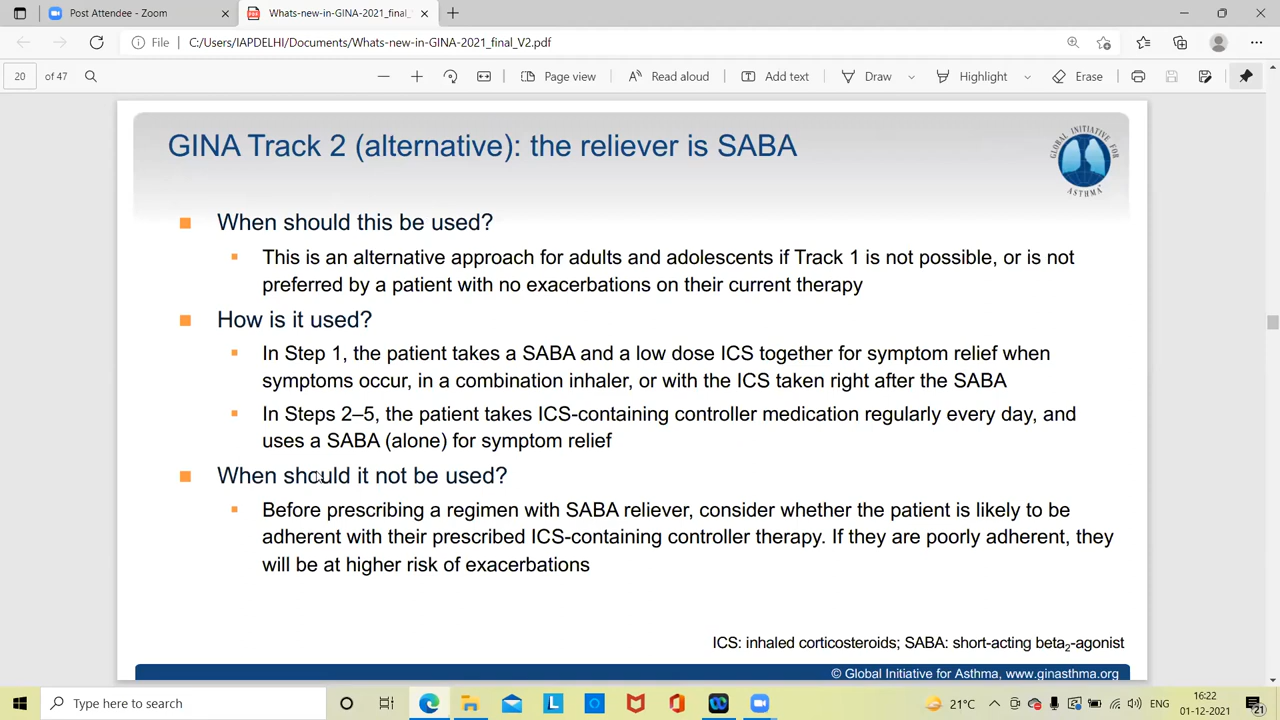 Post Attendee - Zoom
Whats-new-in-GINA-2021_final_
File
C:/Users/IAPDELHI/Documents/Whats-new-in-GINA-2021_final_V2.pdf
20 of 47
Page view
Read aloud
Add text
Draw
Highlight
Erase
GINA Track 2 (alternative): the reliever is SABA
GLOBAL INITIATIVE FOR ASTHMA
When should this be used?
This is an alternative approach for adults and adolescents if Track 1 is not possible, or is not
preferred by a patient with no exacerbations on their current therapy
How is it used?
In Step 1, the patient takes a SABA and a low dose ICS together for symptom relief when
symptoms occur, in a combination inhaler, or with the ICS taken right after the SABA
In Steps 2–5, the patient takes ICS-containing controller medication regularly every day, and
uses a SABA (alone) for symptom relief
When should it not be used?
Before prescribing a regimen with SABA reliever, consider whether the patient is likely to be
adherent with their prescribed ICS-containing controller therapy. If they are poorly adherent, they
will be at higher risk of exacerbations
ICS: inhaled corticosteroids; SABA: short-acting beta2-agonist
© Global Initiative for Asthma, www.ginasthma.org
Type here to search
21°C
16:22
01-12-2021
21